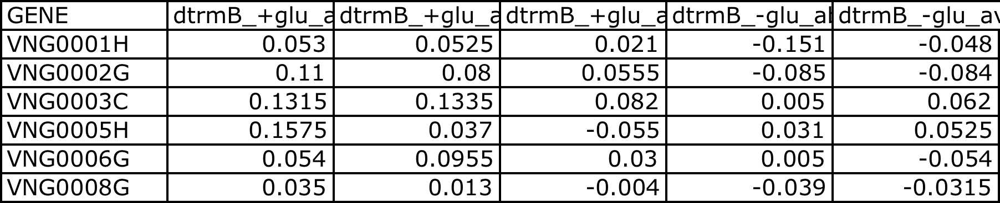 GENE dtrmB_+glu_a dtrmB_+glu_a dtrmB_+glu_a dtrmB_-glu_al dtrmB_-glu_av
VNG0001H 0.053 0.0525 0.021 -0.151 -0.048
VNG0002G 0.11 0.08 0.0555 -0.085 -0.084
VNG0003C 0.1315 0.1335 0.082 0.005 0.062
VNG0005H 0.1575 0.037 -0.055 0.031 0.0525
VNG0006G 0.054 0.0955 0.03 0.005 -0.054
VNG0008G 0.035 0.013 -0.004 -0.039 -0.0315